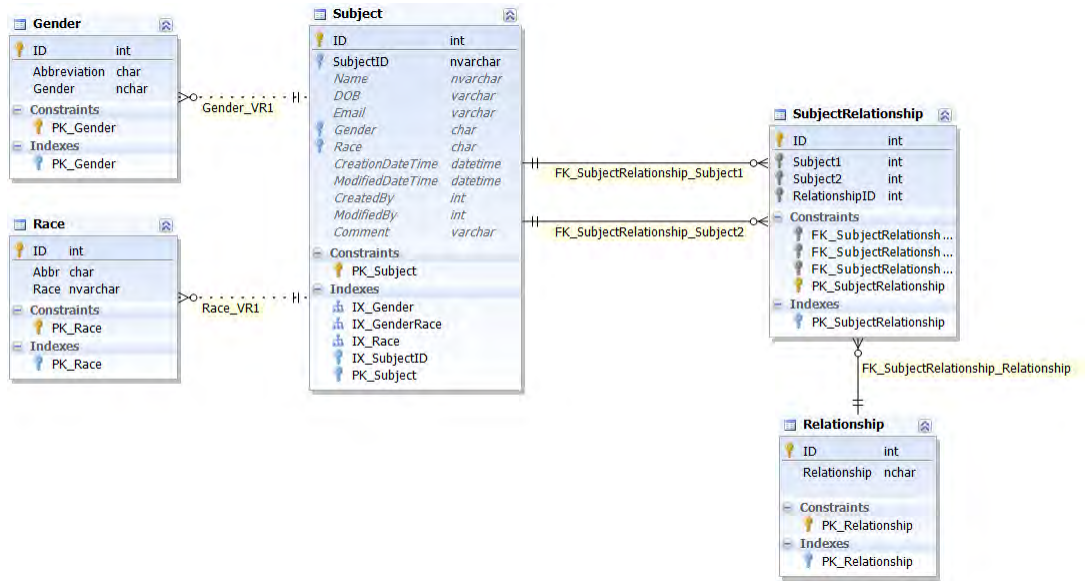 Gender
ID int
Abbreviation char
Gender nchar
Constraints
PK_Gender
Indexes
PK_Gender
Race
ID int
Abbr char
Race nvarchar
Constraints
PK_Race
Indexes
PK_Race
Gender_VR1
Race_VR1
Subject
ID int
SubjectID nvarchar
Name nvarchar
DOB varchar
Email varchar
Gender char
Race char
CreationDateTime datetime
ModifiedDateTime datetime
CreatedBy int
ModifiedBy int
Comment varchar
Constraints
PK_Subject
Indexes
IX_Gender
IX_GenderRace
IX_Race
IX_SubjectID
PK_Subject
FK_SubjectRelationship_Subject1
FK_SubjectRelationship_Subject2
SubjectRelationship
ID int
Subject1 int
Subject2 int
RelationshipID int
Constraints
FK_SubjectRelationsh ...
FK_SubjectRelationsh ...
FK_SubjectRelationsh ...
PK_SubjectRelationship
Indexes
PK_SubjectRelationship
FK_SubjectRelationship_Relationship
Relationship
ID int
Relationship nchar
Constraints
PK_Relationship
Indexes
PK_Relationship